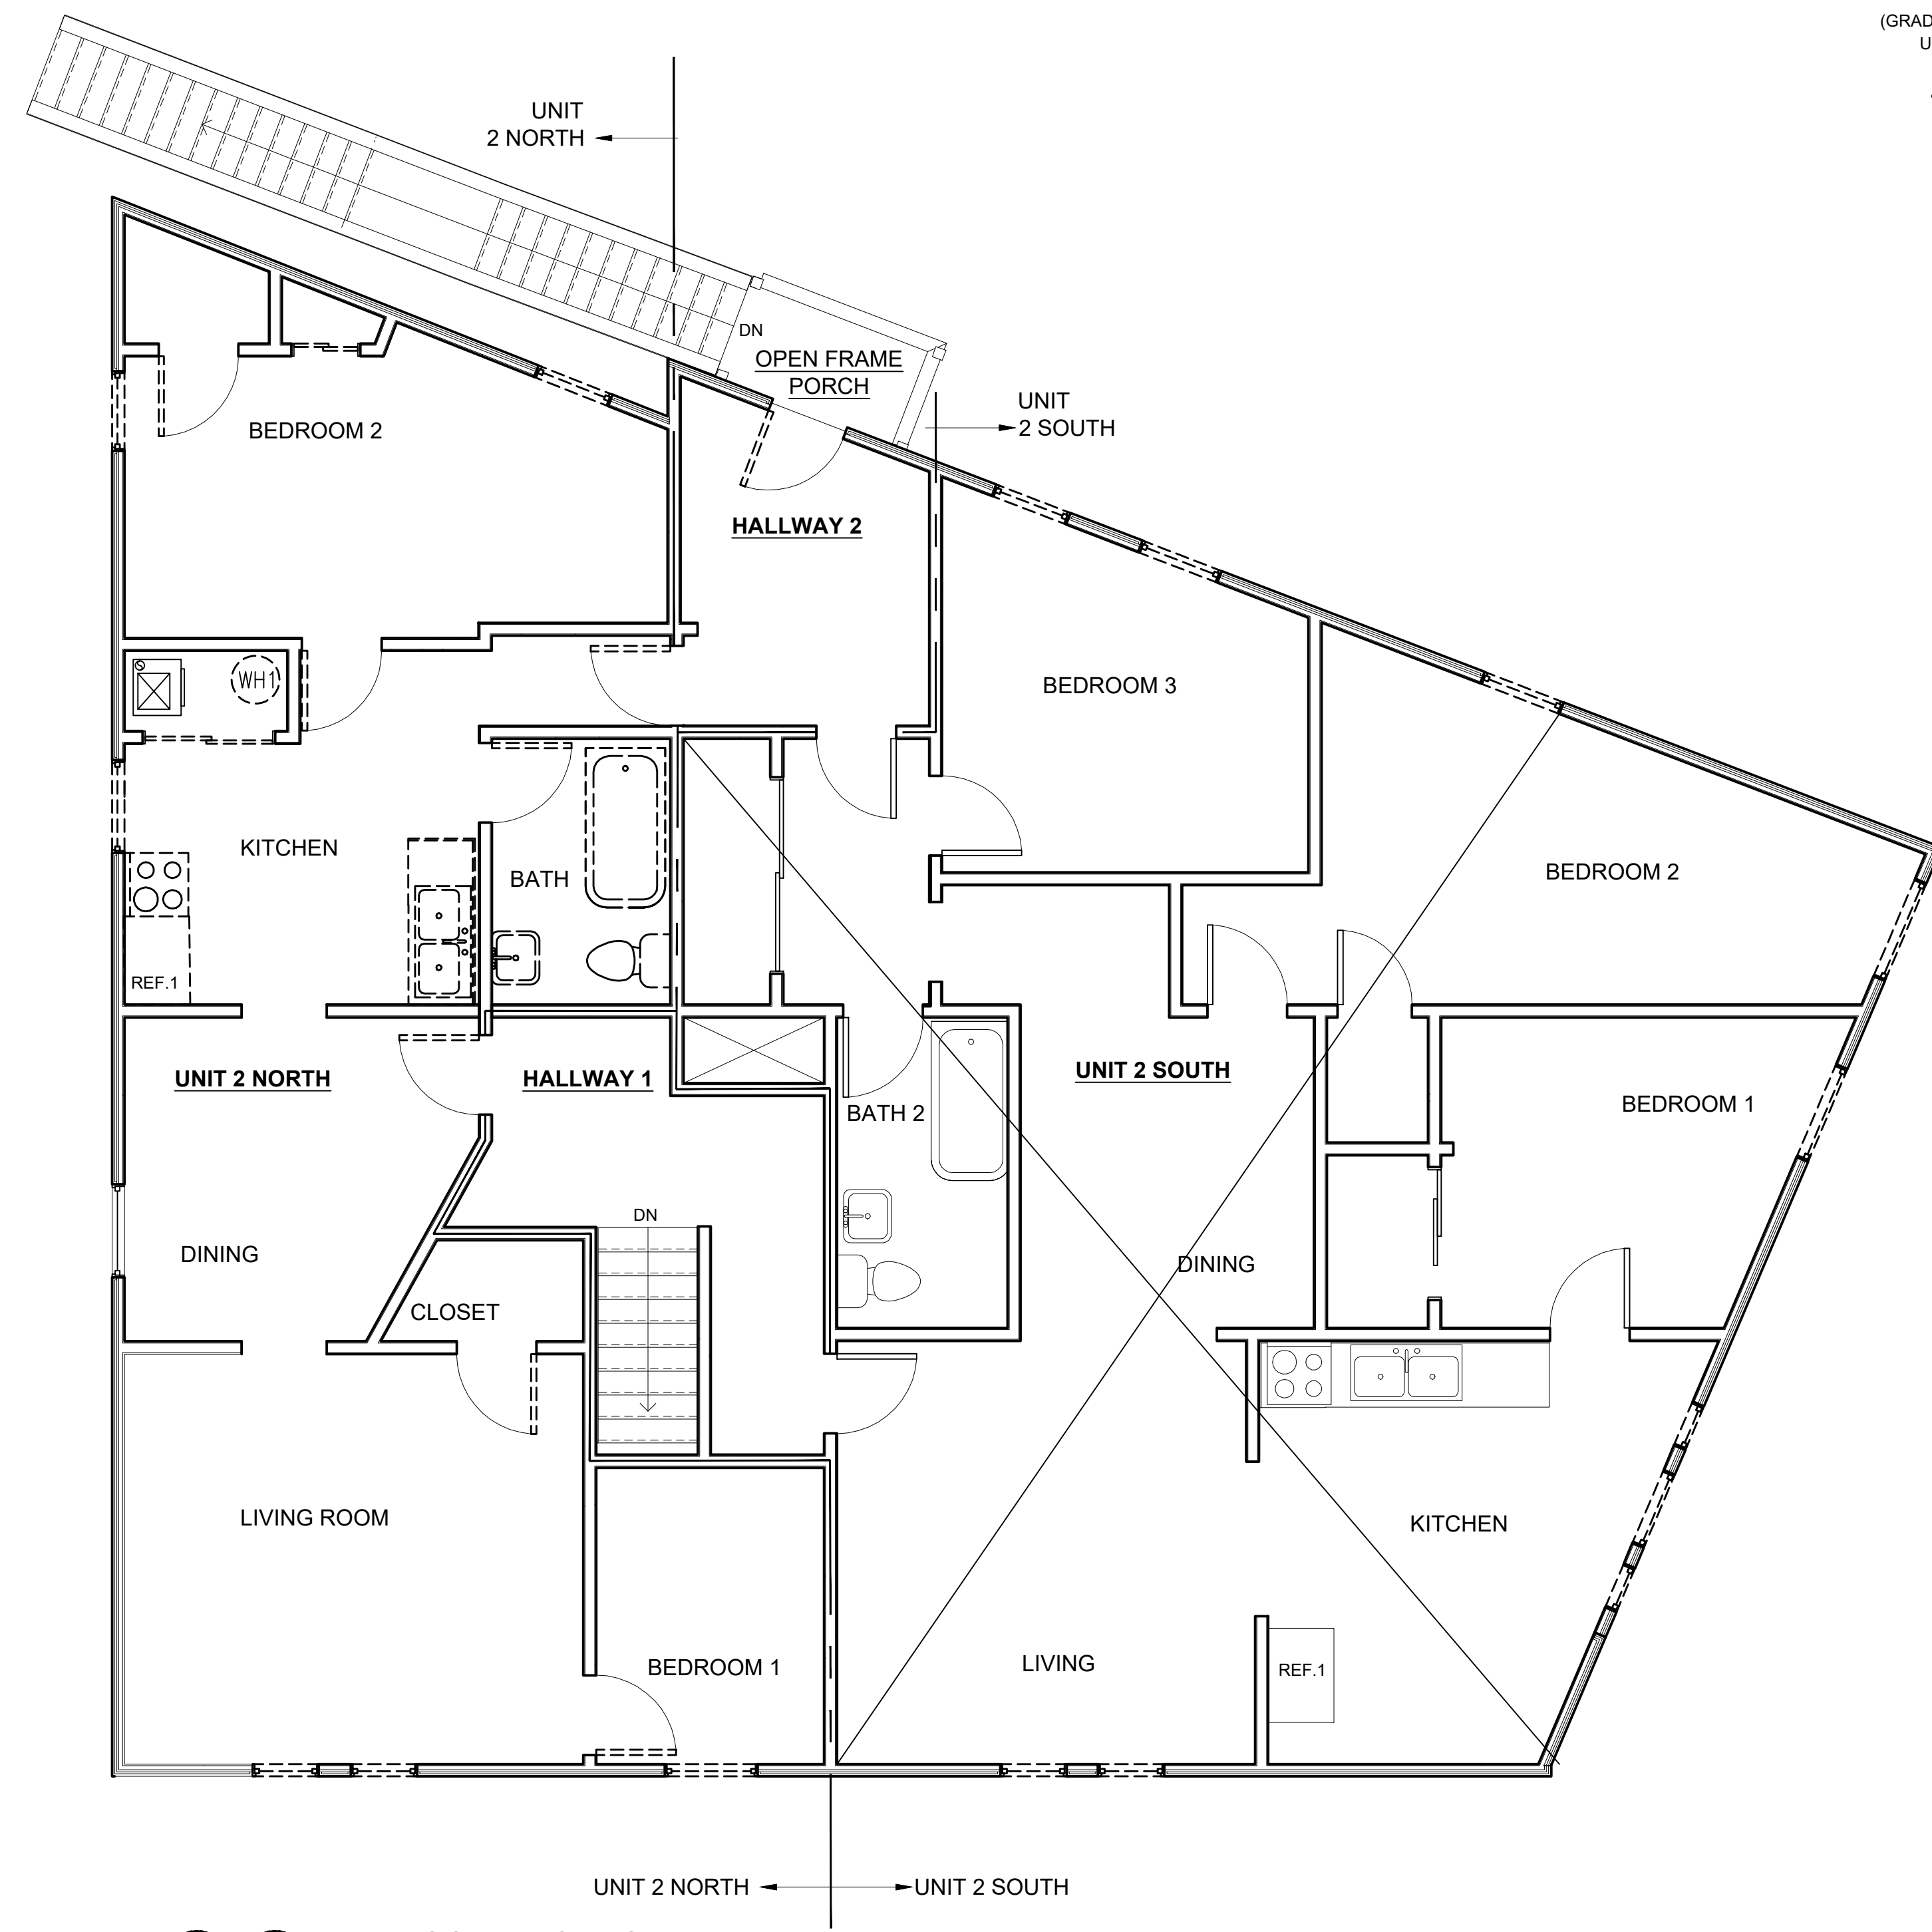 (GRAD
U
UNIT
2 NORTH
DN
OPEN FRAME
PORCH
UNIT
2 SOUTH
BEDROOM 2
HALLWAY 2
BEDROOM 3
WH1
KITCHEN
BATH
BEDROOM 2
REF.1
UNIT 2 NORTH
HALLWAY 1
UNIT 2 SOUTH
BATH 2
BEDROOM 1
DN
DINING
DINING
CLOSET
LIVING ROOM
KITCHEN
BEDROOM 1
LIVING
REF.1
UNIT 2 NORTH
UNIT 2 SOUTH